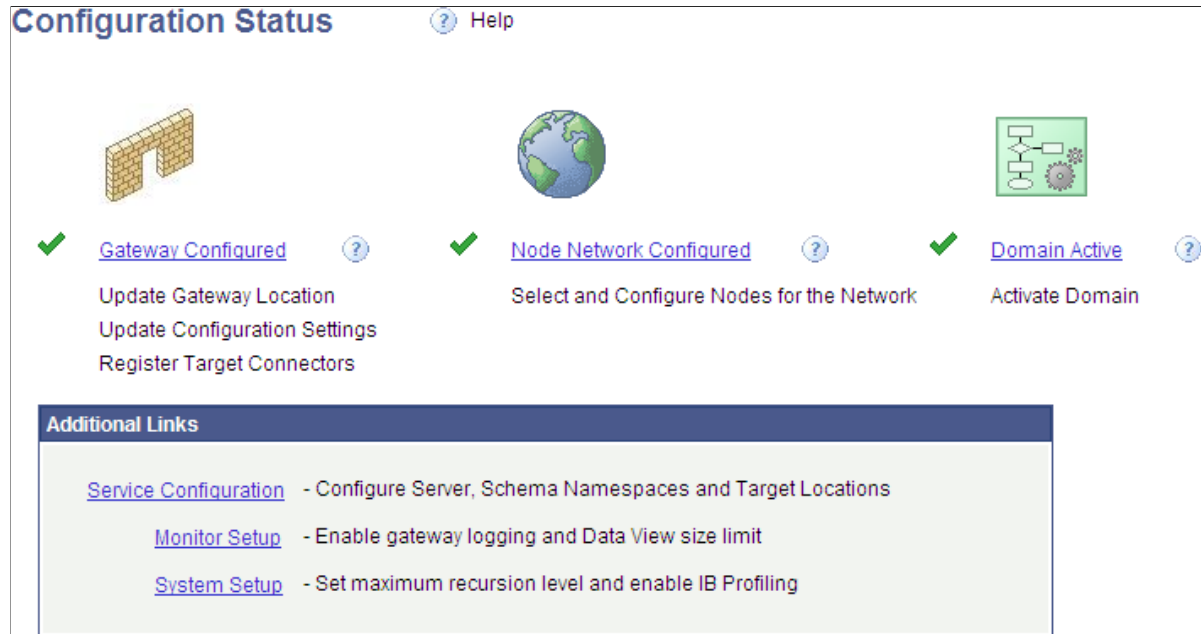 Configuration Status
Help
Gateway Configured
Update Gateway Location
Update Configuration Settings
Register Target Connectors
Node Network Configured
Select and Configure Nodes for the Network
Domain Active
Activate Domain
Additional Links
Service Configuration - Configure Server, Schema Namespaces and Target Locations
Monitor Setup - Enable gateway logging and Data View size limit
System Setup - Set maximum recursion level and enable IB Profiling